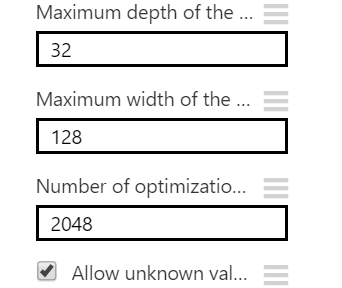 Maximum depth of the ...
32
Maximum width of the ...
128
Number of optimizatio...
2048
Allow unknown val...